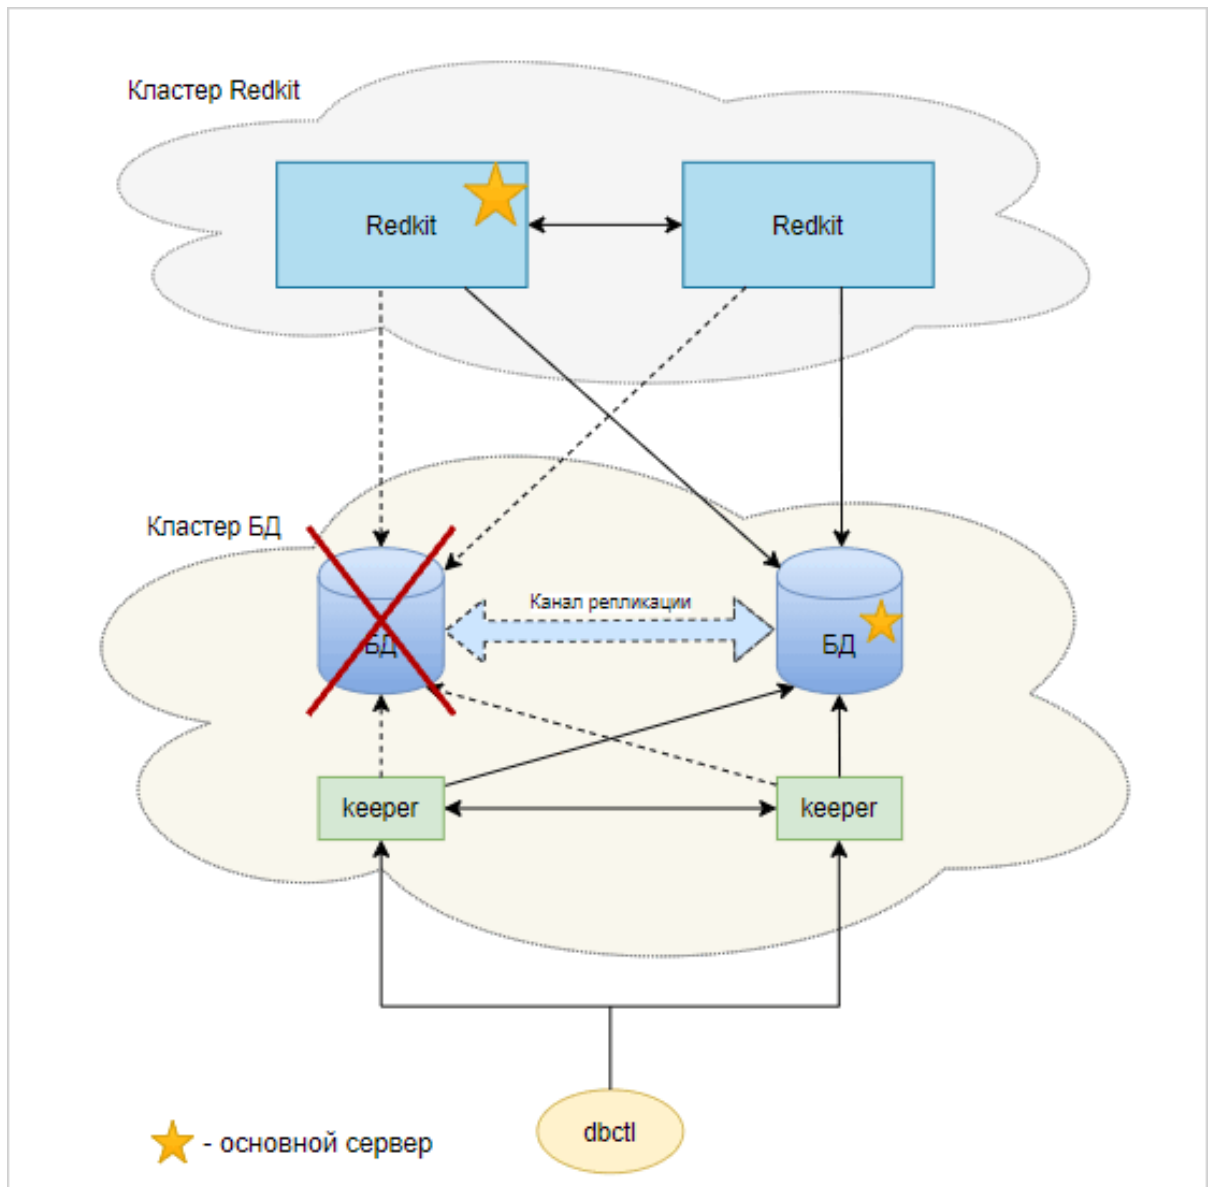 Кластер Redkit
Redkit
Redkit
Кластер БД
Канал репликации
БД
БД
keeper
keeper
dbctl
- основной сервер